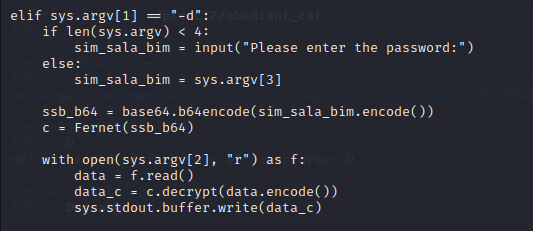 elif sys.argv[1] == "-d":
    if len(sys.argv) < 4:
        sim_sala_bim = input("Please enter the password:")
    else:
        sim_sala_bim = sys.argv[3]

    ssb_b64 = base64.b64encode(sim_sala_bim.encode())
    c = Fernet(ssb_b64)

    with open(sys.argv[2], "r") as f:
        data = f.read()
        data_c = c.decrypt(data.encode())
        sys.stdout.buffer.write(data_c)